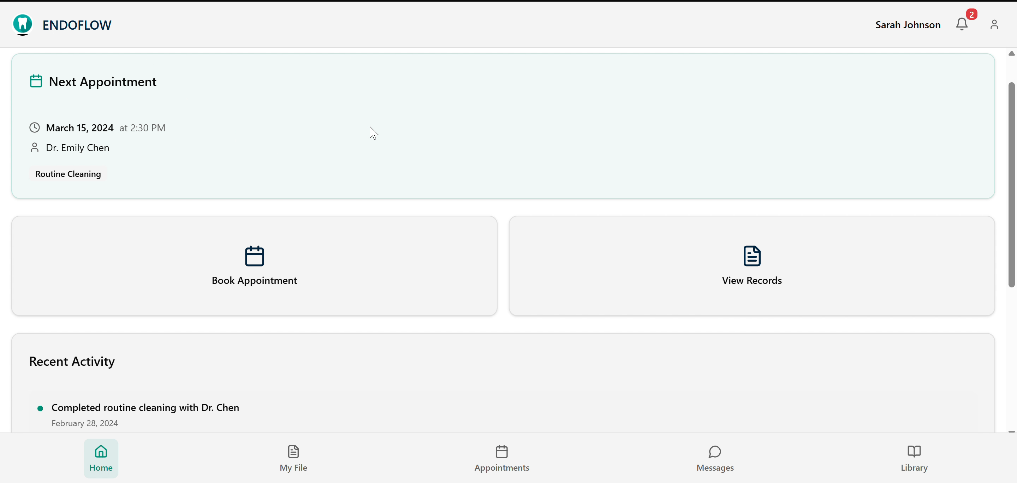 ENDOFLOW
Sarah Johnson
2
Next Appointment
March 15, 2024 at 2:30 PM
Dr. Emily Chen
Routine Cleaning
Book Appointment
View Records
Recent Activity
Completed routine cleaning with Dr. Chen
February 28, 2024
Home
My File
Appointments
Messages
Library